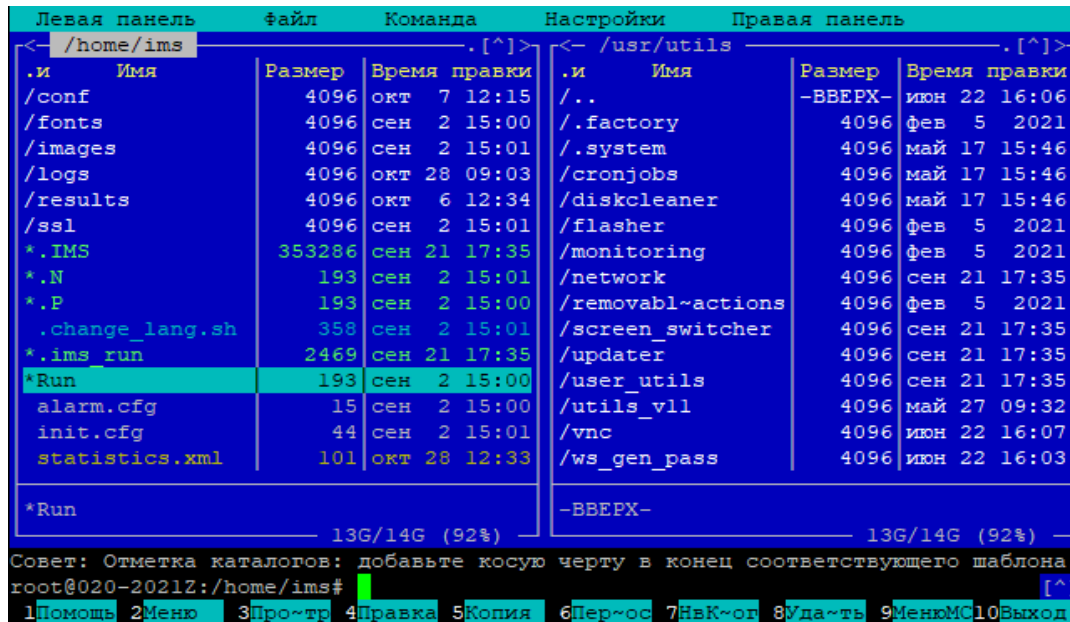 Левая панель Файл Команда Настройки Правая панель
<- /home/ims .[^]> <- /usr/utils .[^]>
.и Имя Размер Время правки .и Имя Размер Время правки
/conf 4096 окт 7 12:15 /.. -ВВЕРХ- июн 22 16:06
/fonts 4096 сен 2 15:00 /.factory 4096 фев 5 2021
/images 4096 сен 2 15:01 /.system 4096 май 17 15:46
/logs 4096 окт 28 09:03 /cronjobs 4096 май 17 15:46
/results 4096 окт 6 12:34 /diskcleaner 4096 май 17 15:46
/ssl 4096 сен 2 15:01 /flasher 4096 фев 5 2021
*.IMS 353286 сен 21 17:35 /monitoring 4096 фев 5 2021
*.N 193 сен 2 15:01 /network 4096 сен 21 17:35
*.P 193 сен 2 15:00 /removabl~actions 4096 фев 5 2021
.change_lang.sh 358 сен 2 15:01 /screen_switcher 4096 сен 21 17:35
*.ims_run 2469 сен 21 17:35 /updater 4096 сен 21 17:35
*Run 193 сен 2 15:00 /user_utils 4096 сен 21 17:35
alarm.cfg 15 сен 2 15:00 /utils_v11 4096 май 27 09:32
init.cfg 44 сен 2 15:01 /vnc 4096 июн 22 16:07
statistics.xml 101 окт 28 12:33 /ws_gen_pass 4096 июн 22 16:03
*Run -ВВЕРХ-
13G/14G (92%) 13G/14G (92%)
Совет: Отметка каталогов: добавьте косую черту в конец соответствующего шаблона
root@020-2021Z:/home/ims# [^
1Помощь 2Меню 3Про~тр 4Правка 5Копия 6Пер~ос 7НвК~ог 8Уда~ть 9МенюMC 10Выход